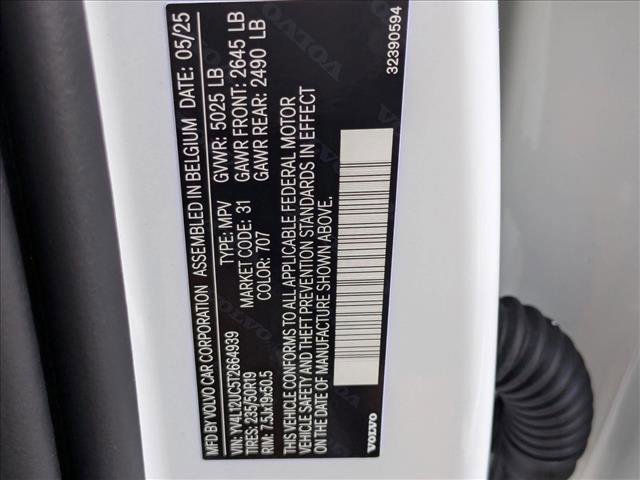 MFD BY VOLVO CAR CORPORATION ASSEMBLED IN BELGIUM DATE: 05/25
VIN: YV4L12UC5T2664939 TYPE: MPV GVWR: 5025 LB
TIRES: 235/50R19 MARKET CODE: 31 GAWR FRONT: 2645 LB
RIM: 7.5Jx19x50.5 COLOR: 707 GAWR REAR: 2490 LB
THIS VEHICLE CONFORMS TO ALL APPLICABLE FEDERAL MOTOR
VEHICLE SAFETY AND THEFT PREVENTION STANDARDS IN EFFECT
ON THE DATE OF MANUFACTURE SHOWN ABOVE.
VOLVO 32390594